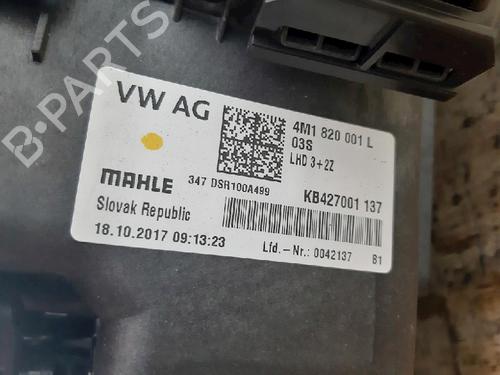 VW AG
4M1 820 001 L
03S
LHD 3+2Z
MAHLE
347 DSR100A499
KB427001 137
Slovak Republic
18.10.2017 09:13:23
Lfd.-Nr.: 0042137
B1
B-PARTS